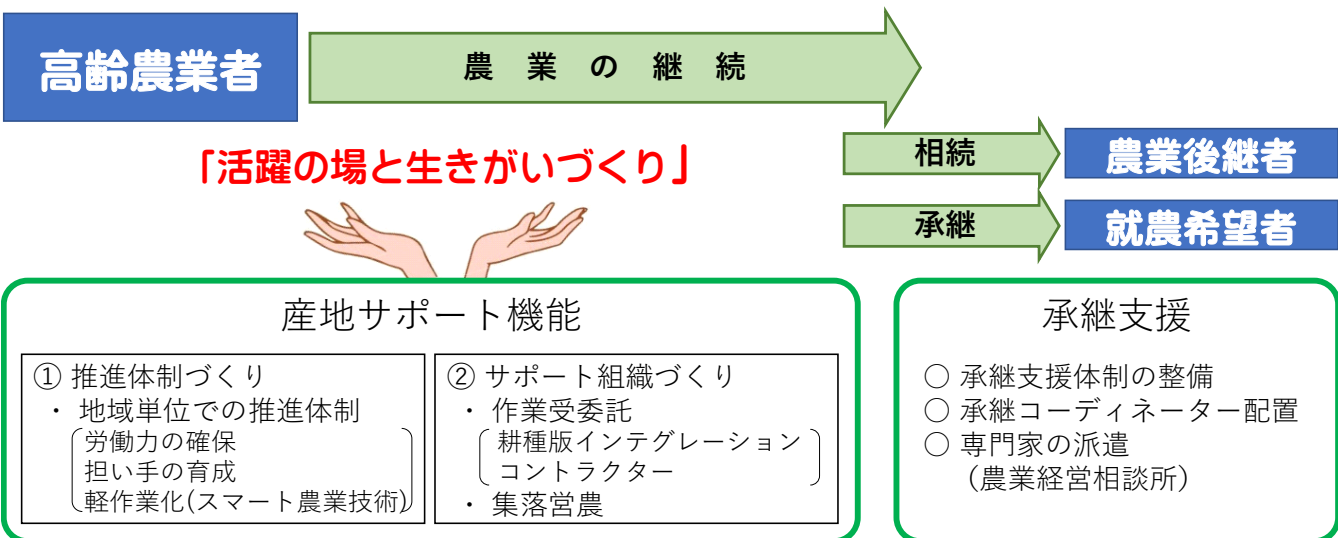 高齢農業者
農業の継続
「活躍の場と生きがいづくり」
相続
農業後継者
承継
就農希望者
産地サポート機能
① 推進体制づくり
・ 地域単位での推進体制
労働力の確保
担い手の育成
軽作業化(スマート農業技術)
② サポート組織づくり
・ 作業受委託
耕種版インテグレーション
コントラクター
・ 集落営農
承継支援
○ 承継支援体制の整備
○ 承継コーディネーター配置
○ 専門家の派遣
(農業経営相談所)